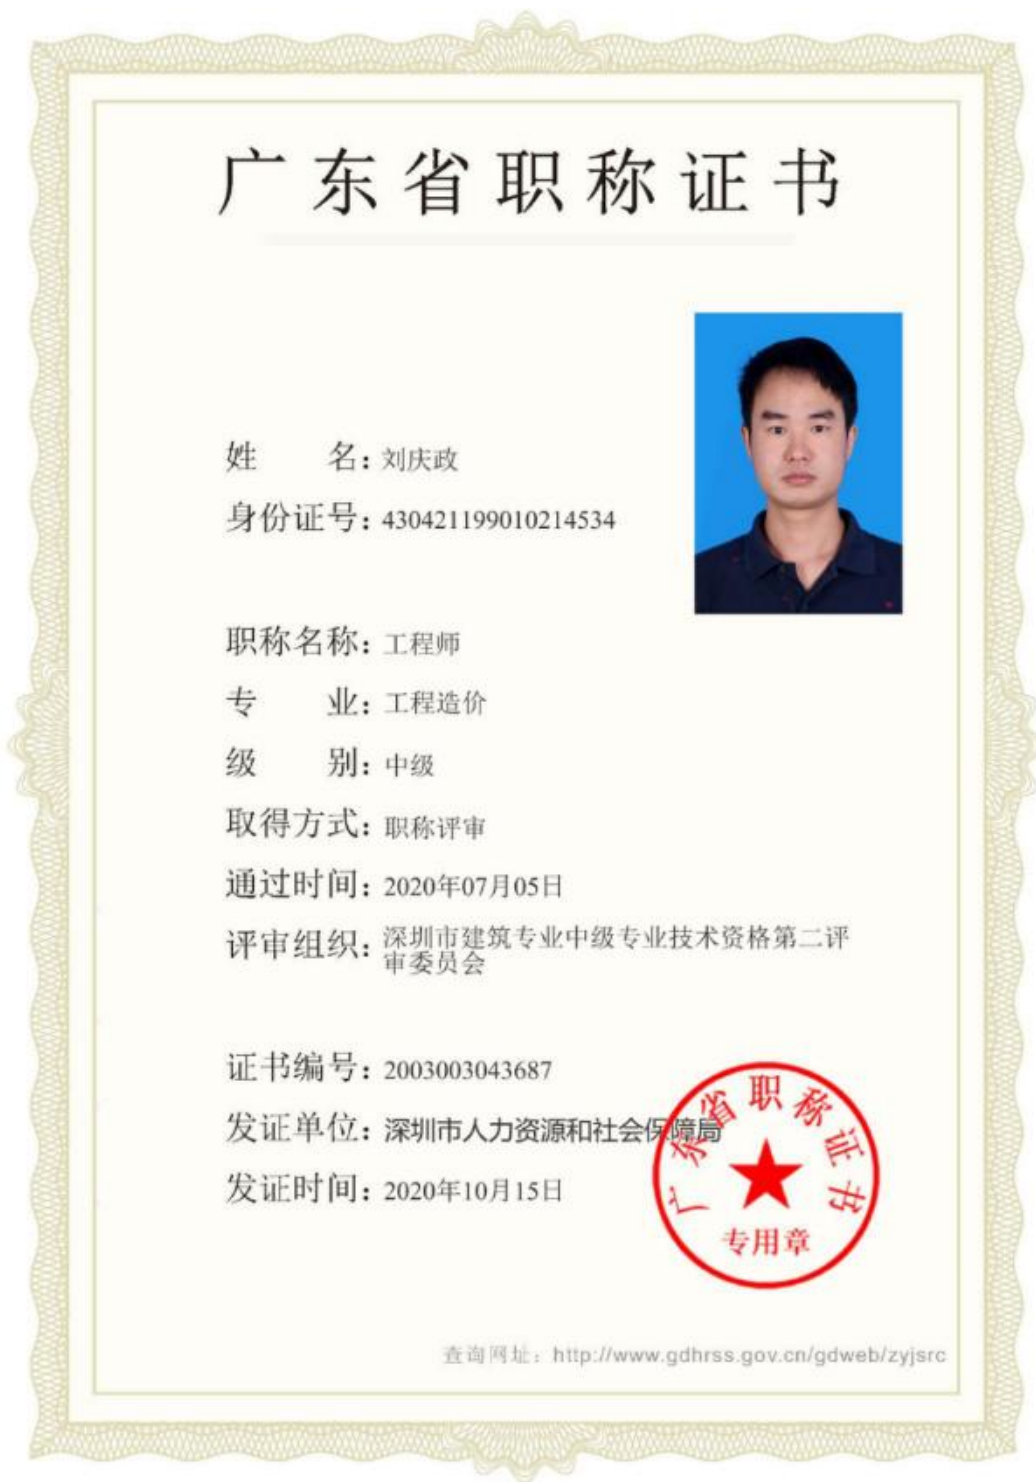 广东省职称证书
姓 名：刘庆政
身份证号：430421199010214534
职称名称：工程师
专 业：工程造价
级 别：中级
取得方式：职称评审
通过时间：2020年07月05日
评审组织：深圳市建筑专业中级专业技术资格第二评
审委员会
证书编号：2003003043687
发证单位：深圳市人力资源和社会保障局
发证时间：2020年10月15日
广东省职称证书
专用章
查询网址：http://www.gdhrss.gov.cn/gdweb/zyjsrc